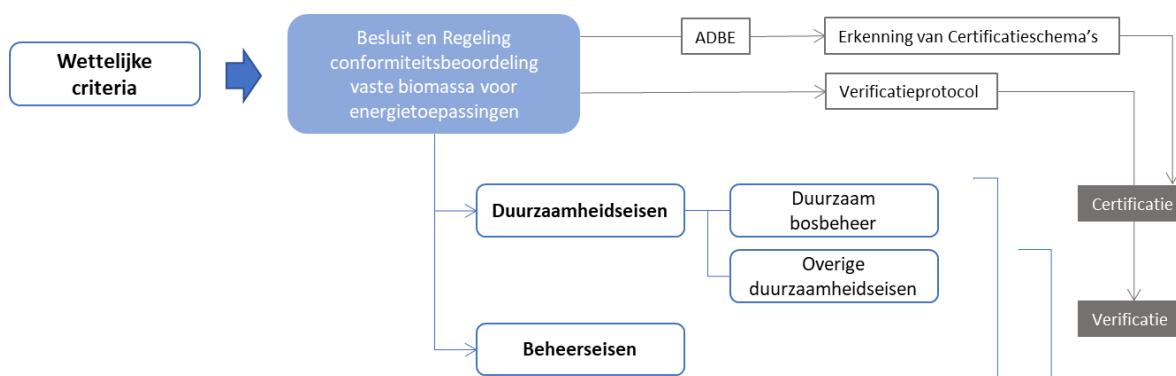 Wettelijke
criteria
Besluit en Regeling
conformiteitsbeoordeling
vaste biomassa voor
energietoepassingen
ADBE
Erkenning van Certificatieschema's
Verificatieprotocol
Duurzaamheidseisen
Duurzaam
bosbeheer
Certificatie
Overige
duurzaamheidseisen
Verificatie
Beheerseisen